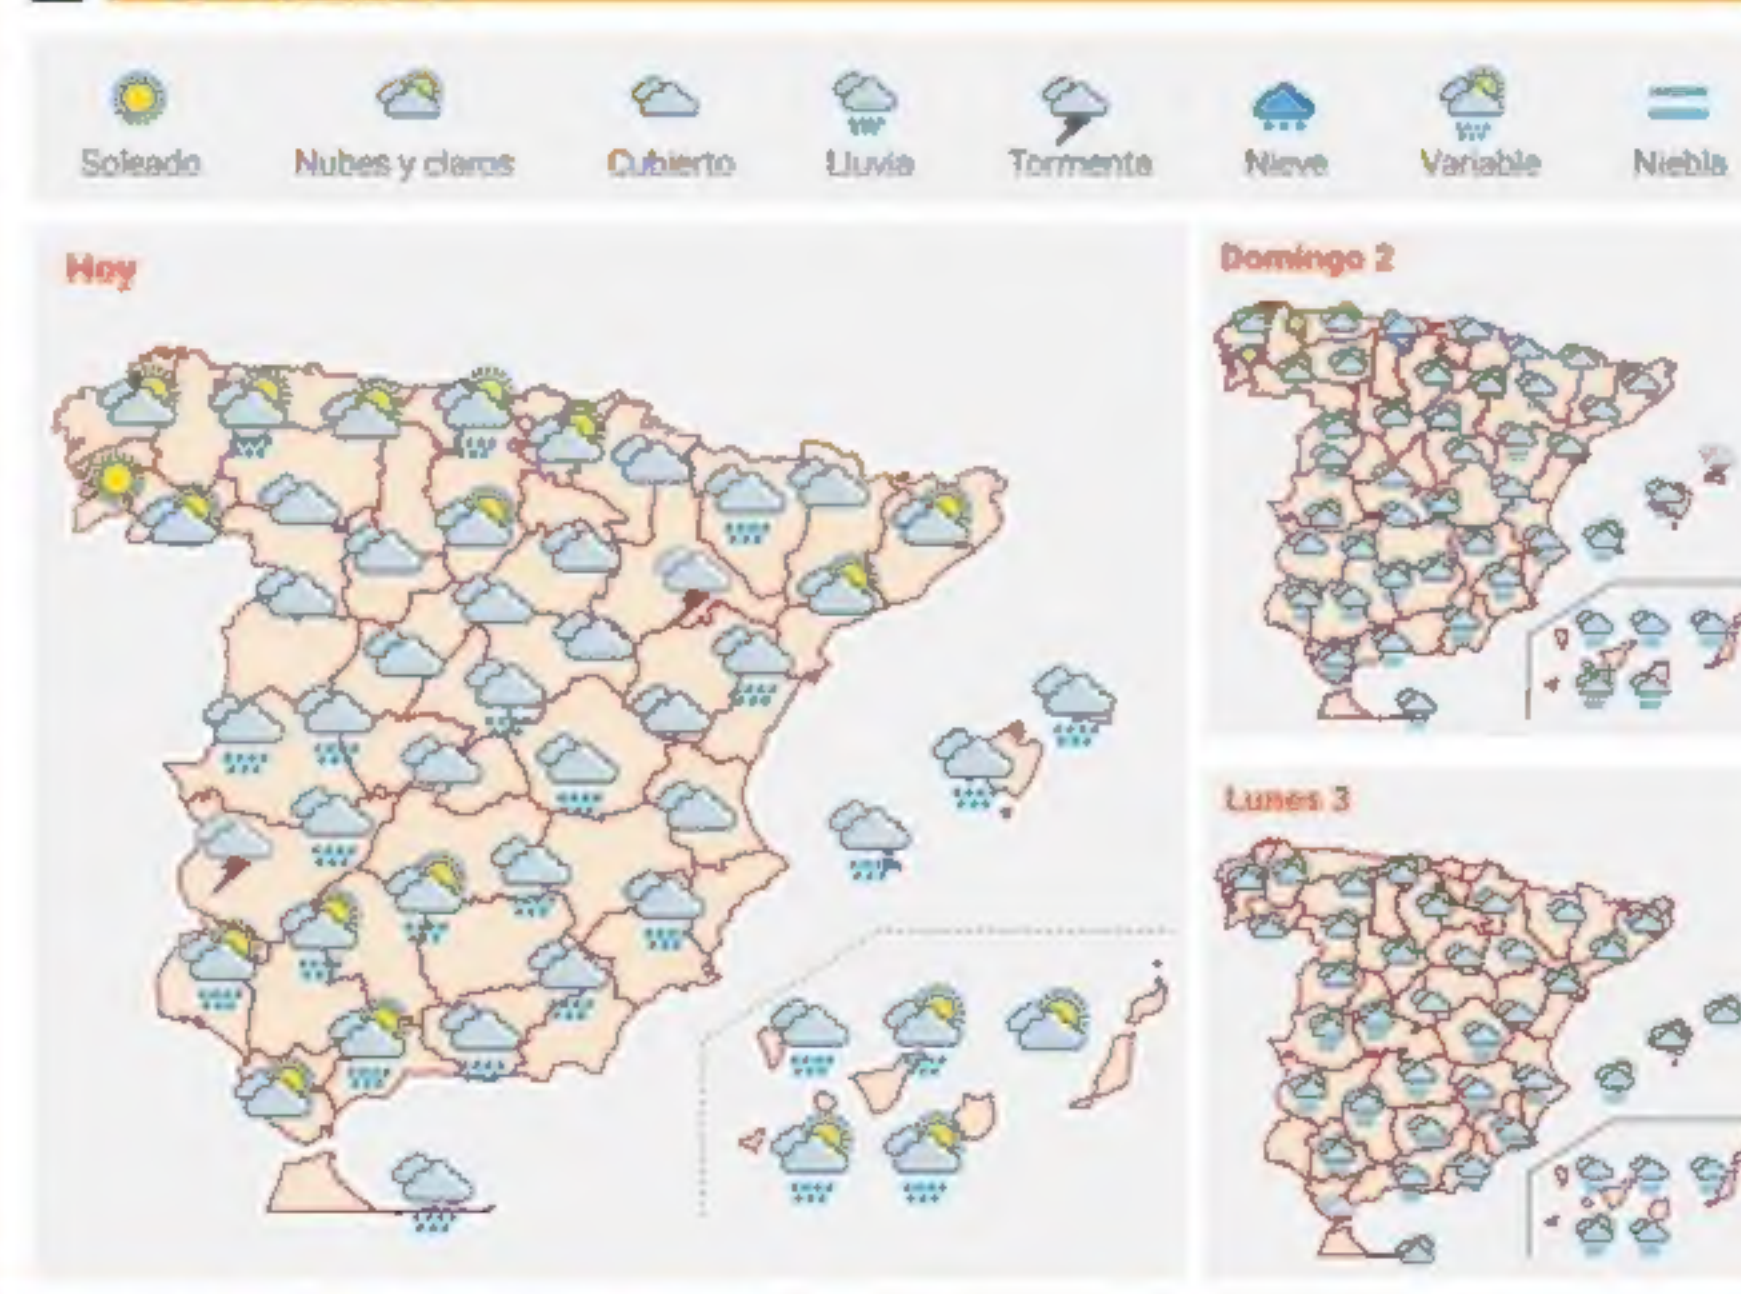 Soleado
Nubes y claros
Cubierto
Lluvia
Tormenta
Nieve
Variable
Niebla
Hoy
Domingo 2
Lunes 3